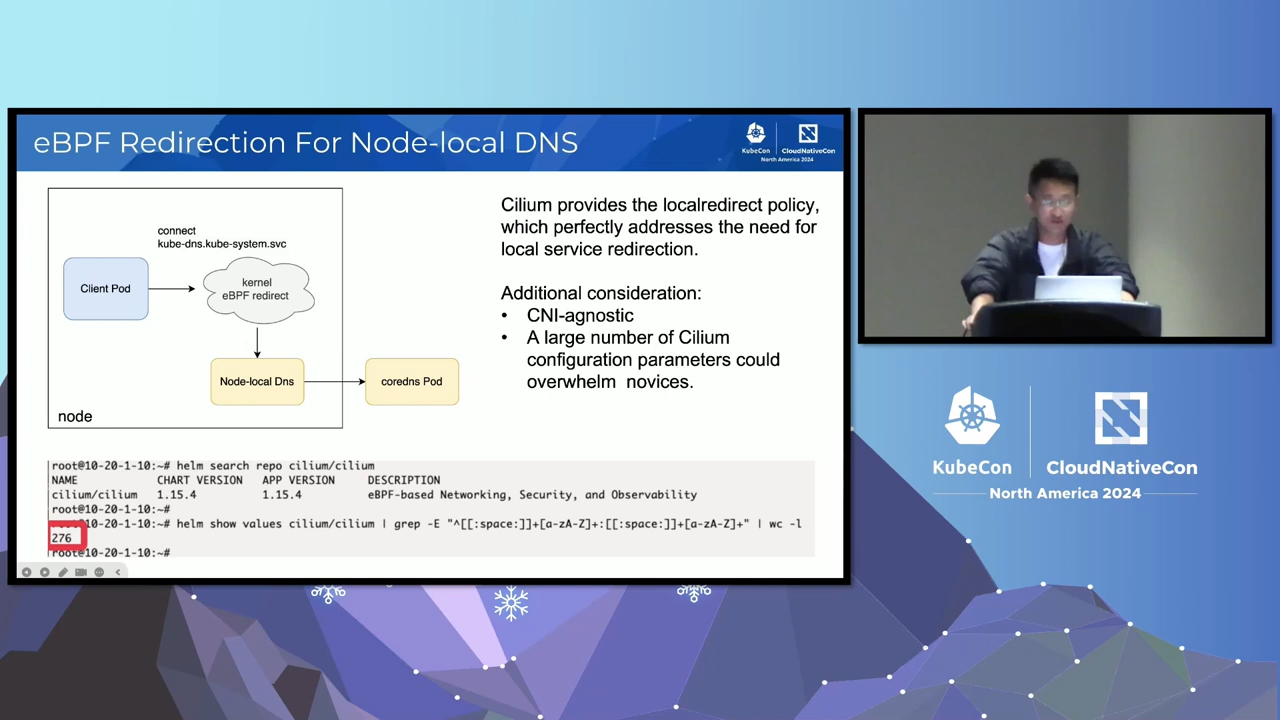 eBPF Redirection For Node-local DNS
KubeCon
CloudNativeCon
North America 2024
connect
kube-dns.kube-system.svc
Client Pod
kernel
eBPF redirect
Node-local Dns
coredns Pod
node
Cilium provides the localredirect policy,
which perfectly addresses the need for
local service redirection.
Additional consideration:
• CNI-agnostic
• A large number of Cilium
configuration parameters could
overwhelm novices.
root@10-20-1-10:~# helm search repo cilium/cilium
NAME CHART VERSION APP VERSION DESCRIPTION
cilium/cilium 1.15.4 1.15.4 eBPF-based Networking, Security, and Observability
root@10-20-1-10:~#
root@10-20-1-10:~# helm show values cilium/cilium | grep -E "^[[:space:]]+[a-zA-Z]+:[[:space:]]+[a-zA-Z]+" | wc -l
276
root@10-20-1-10:~#
KubeCon
CloudNativeCon
North America 2024